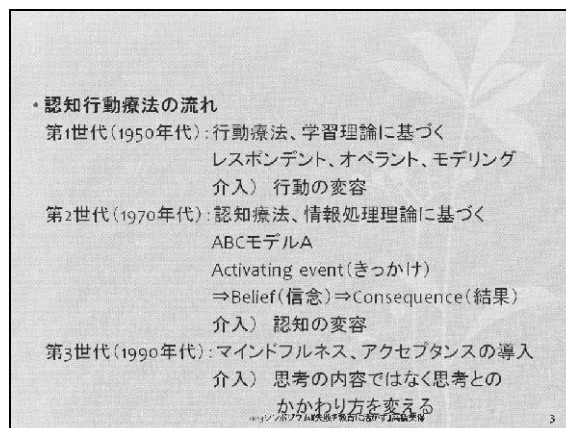 ・認知行動療法の流れ
第1世代(1950年代):行動療法、学習理論に基づく
レスポンデント、オペラント、モデリング
介入) 行動の変容
第2世代(1970年代):認知療法、情報処理理論に基づく
ABCモデルA
Activating event(きっかけ)
⇒Belief(信念)⇒Consequence(結果)
介入) 認知の変容
第3世代(1990年代):マインドフルネス、アクセプタンスの導入
介入) 思考の内容ではなく思考との
かかわり方を変える
3